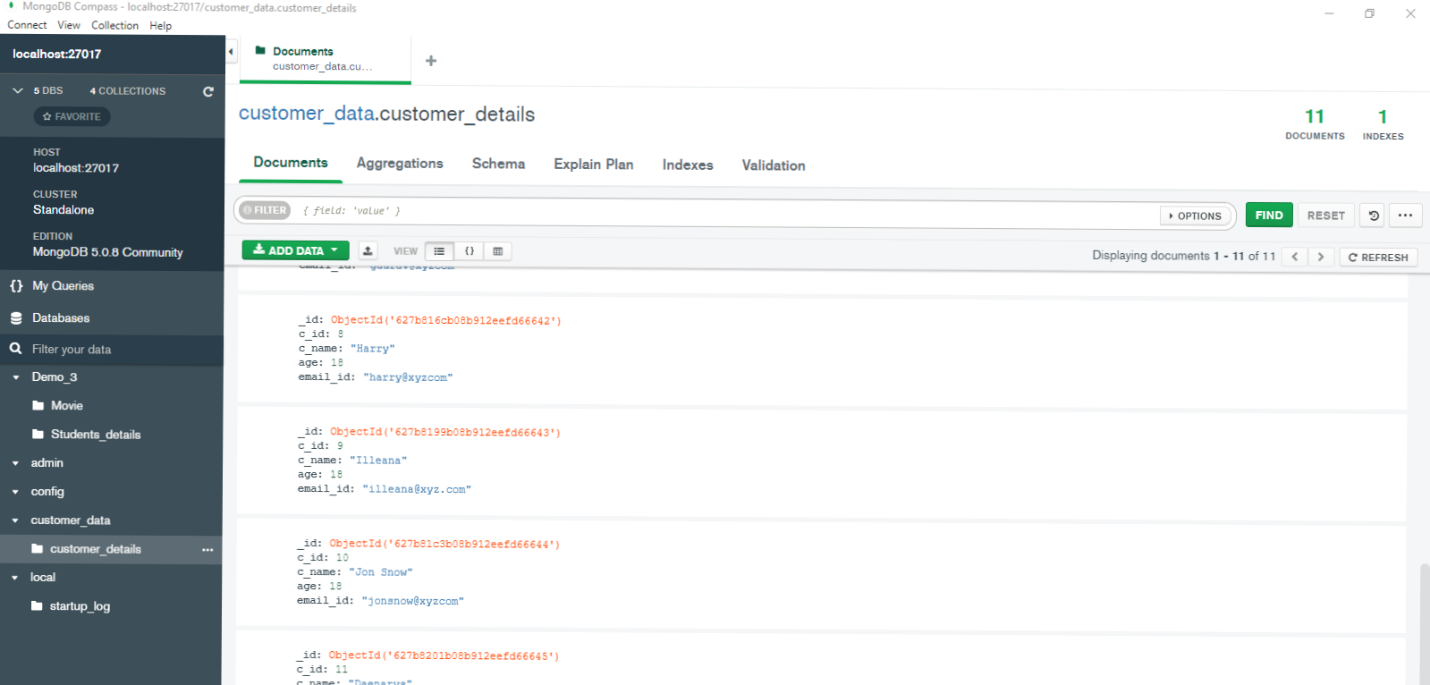 MongoDB Compass - localhost:27017/customer_data.customer_details
Connect View Collection Help
localhost:27017
5 DBS 4 COLLECTIONS
FAVORITE
HOST
localhost:27017
CLUSTER
Standalone
EDITION
MongoDB 5.0.8 Community
{} My Queries
Databases
Filter your data
Demo_3
Movie
Students_details
admin
config
customer_data
customer_details
local
startup_log
Documents
customer_data.cu...
customer_data.customer_details
11
DOCUMENTS
1
INDEXES
Documents Aggregations Schema Explain Plan Indexes Validation
FILTER { field: 'value' } OPTIONS FIND RESET
ADD DATA VIEW {} Displaying documents 1 - 11 of 11 REFRESH
email_id: "gaurav@xyzcom"
_id: ObjectId('627b816cb08b912eefd66642')
c_id: 8
c_name: "Harry"
age: 18
email_id: "harry@xyzcom"
_id: ObjectId('627b8199b08b912eefd66643')
c_id: 9
c_name: "Illeana"
age: 18
email_id: "illeana@xyz.com"
_id: ObjectId('627b81c3b08b912eefd66644')
c_id: 10
c_name: "Jon Snow"
age: 18
email_id: "jonsnow@xyzcom"
_id: ObjectId('627b8201b08b912eefd66645')
c_id: 11
c_name: "Daenarys"